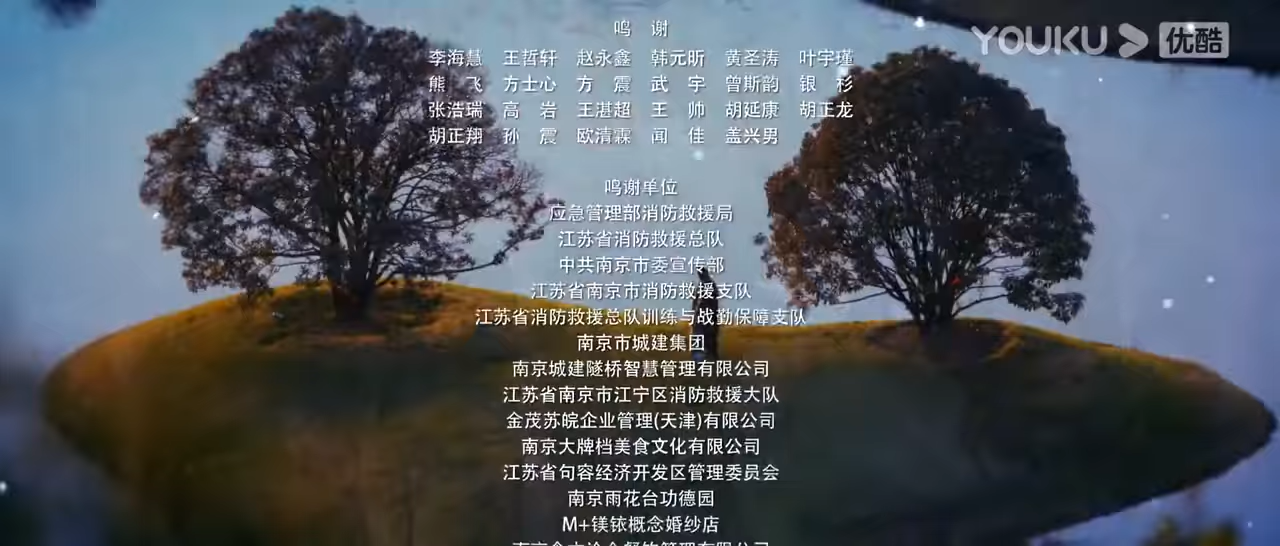 YOUKU 优酷
鸣 谢
李海慧 王哲轩 赵永鑫 韩元昕 黄圣涛 叶宇瑾
熊 飞 方士心 方 震 武 宇 曾斯韵 银 杉
张浩瑞 高 岩 王湛超 王 帅 胡延康 胡正龙
胡正翔 孙 震 欧清霖 闻 佳 盖兴男
鸣谢单位
应急管理部消防救援局
江苏省消防救援总队
中共南京市委宣传部
江苏省南京市消防救援支队
江苏省消防救援总队训练与战勤保障支队
南京市城建集团
南京城建隧桥智慧管理有限公司
江苏省南京市江宁区消防救援大队
金茂苏皖企业管理(天津)有限公司
南京大牌档美食文化有限公司
江苏省句容经济开发区管理委员会
南京雨花台功德园
M+镁铱概念婚纱店